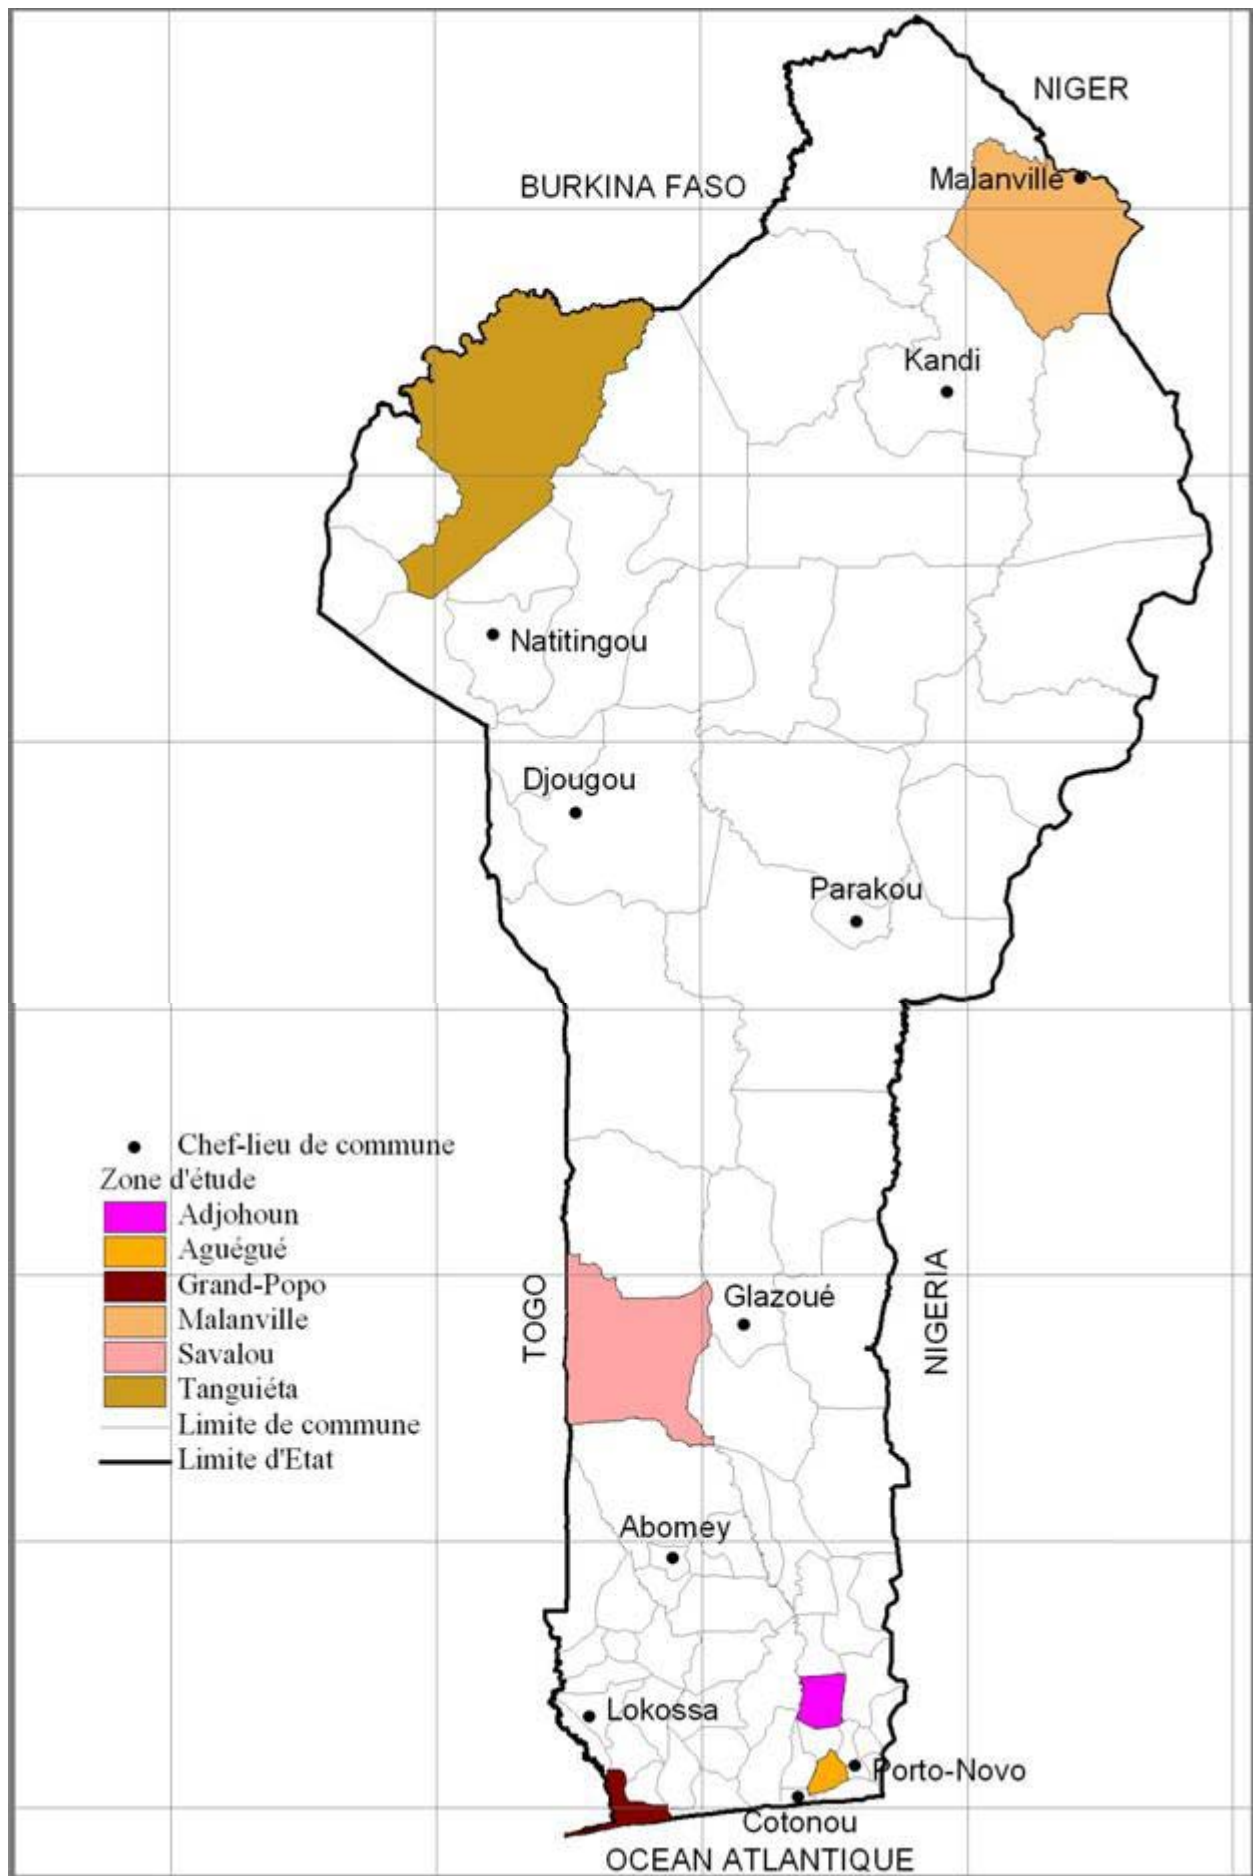 NIGER
Malanville
BURKINA FASO
Kandi
Natitingou
Djougou
Parakou
Chef-lieu de commune
Zone d'étude
Adjohoun
Aguégué
Grand-Popo
Malanville
Savalou
Tanguiéta
Limite de commune
Limite d'Etat
TOGO
Glazoué
NIGERIA
Abomey
Lokossa
Porto-Novo
Cotonou
OCEAN ATLANTIQUE